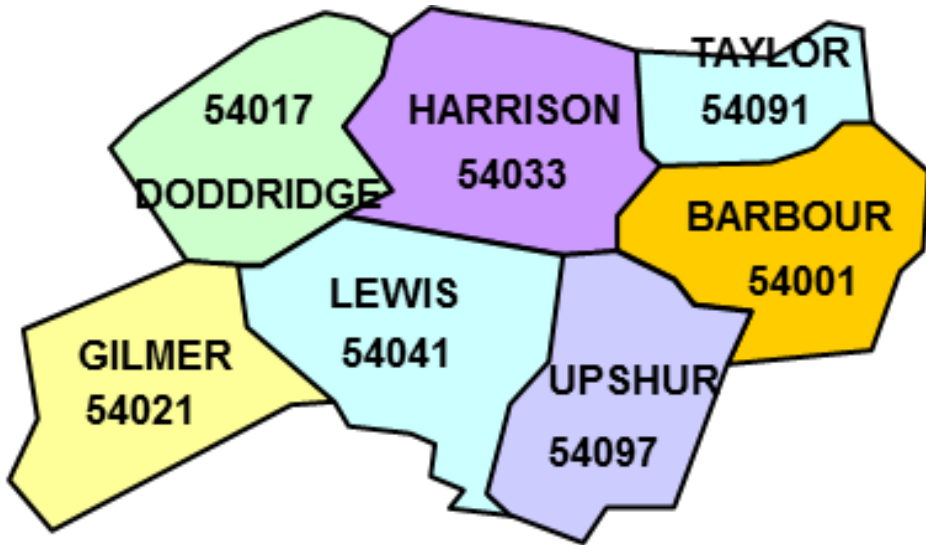 54017
DODDRIDGE
HARRISON
54033
TAYLOR
54091
BARBOUR
54001
LEWIS
54041
GILMER
54021
UPSHUR
54097